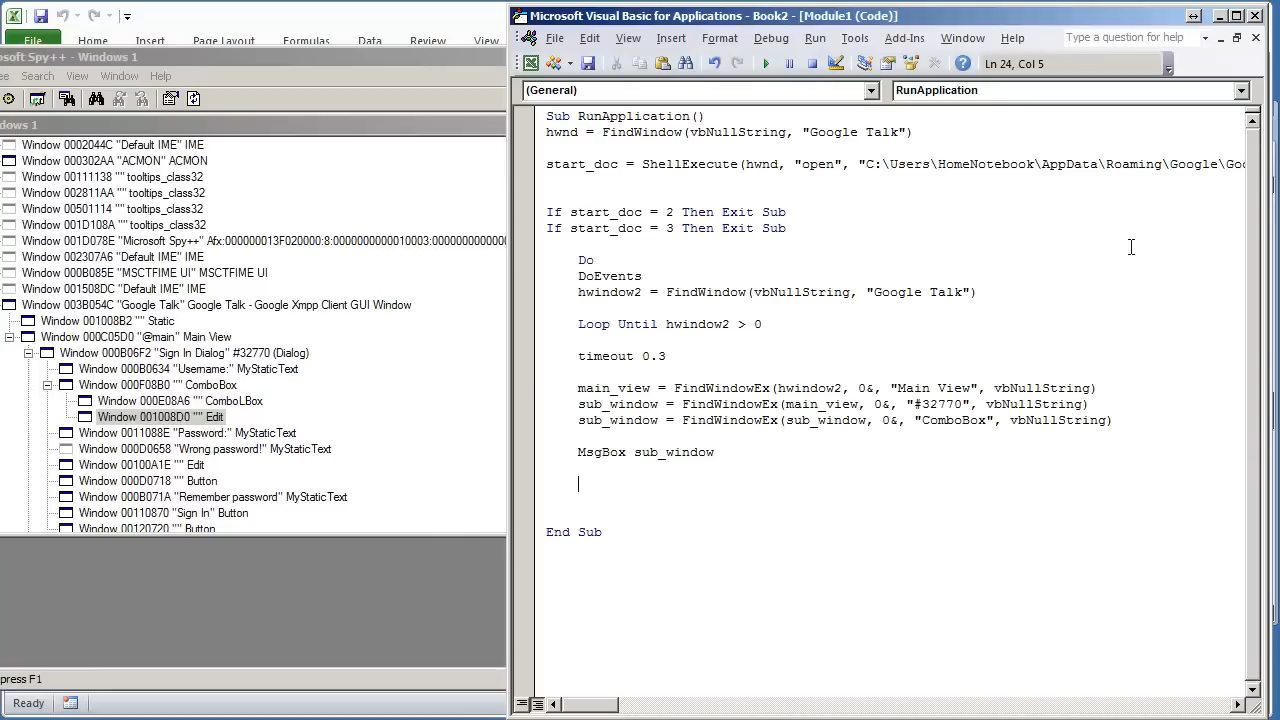 Microsoft Visual Basic for Applications - Book2 - [Module1 (Code)]
File Home Insert Page Layout Formulas Data Review View
File Edit View Insert Format Debug Run Tools Add-Ins Window Help Type a question for help
osoft Spy++ - Windows 1
ee Search View Window Help
Ln 24, Col 5
(General) RunApplication
ndows 1
Window 0002044C "Default IME" IME
Window 000302AA "ACMON" ACMON
Window 00111138 "" tooltips_class32
Window 002811AA "" tooltips_class32
Window 00501114 "" tooltips_class32
Window 001D108A "" tooltips_class32
Window 001D078E "Microsoft Spy++" Afx:000000013F020000:8:0000000000010003:0000000000
Window 002307A6 "Default IME" IME
Window 000B085E "MSCTFIME UI" MSCTFIME UI
Window 001508DC "Default IME" IME
Window 003B054C "Google Talk" Google Talk - Google Xmpp Client GUI Window
Window 001008B2 "" Static
Window 000C05D0 "@main" Main View
Window 000B06F2 "Sign In Dialog" #32770 (Dialog)
Window 000B0634 "Username:" MyStaticText
Window 000F08B0 "" ComboBox
Window 000E08A6 "" ComboLBox
Window 001008D0 "" Edit
Window 0011088E "Password:" MyStaticText
Window 000D0658 "Wrong password!" MyStaticText
Window 00100A1E "" Edit
Window 000D0718 "" Button
Window 000B071A "Remember password" MyStaticText
Window 00110870 "Sign In" Button
Window 00120720 "" Button
press F1
Ready
Sub RunApplication()
hwnd = FindWindow(vbNullString, "Google Talk")
start_doc = ShellExecute(hwnd, "open", "C:\Users\HomeNotebook\AppData\Roaming\Google\Goo
If start_doc = 2 Then Exit Sub
If start_doc = 3 Then Exit Sub
Do
DoEvents
hwindow2 = FindWindow(vbNullString, "Google Talk")
Loop Until hwindow2 > 0
timeout 0.3
main_view = FindWindowEx(hwindow2, 0&, "Main View", vbNullString)
sub_window = FindWindowEx(main_view, 0&, "#32770", vbNullString)
sub_window = FindWindowEx(sub_window, 0&, "ComboBox", vbNullString)
MsgBox sub_window
End Sub